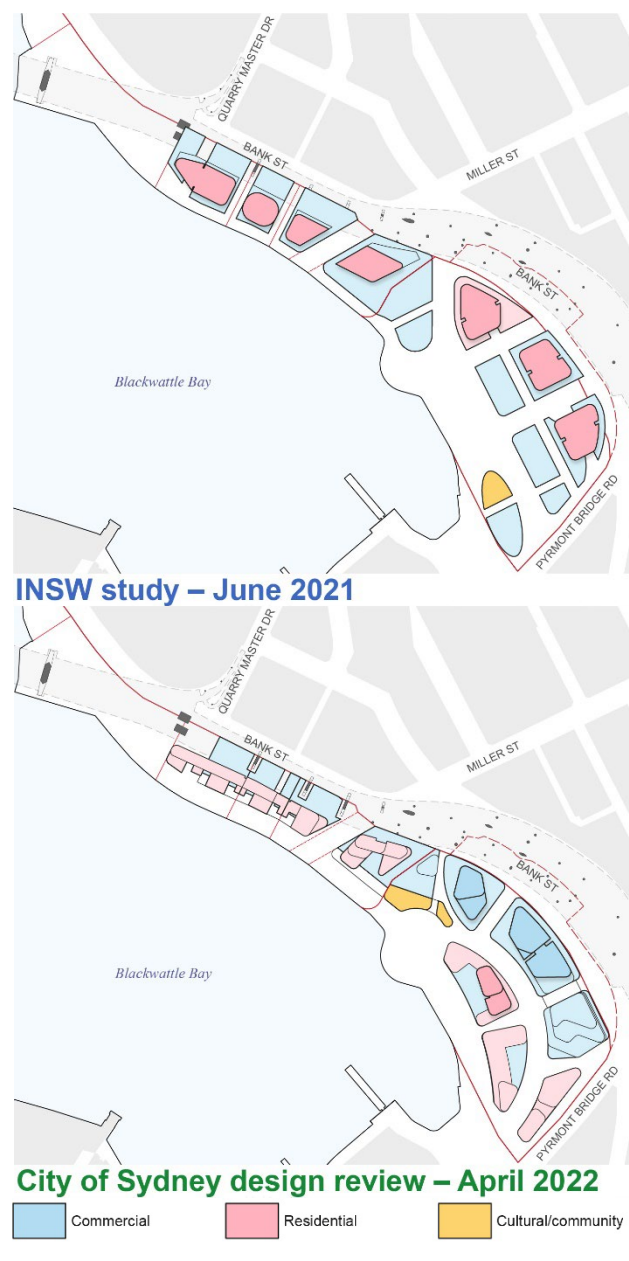 QUARRY MASTER DR
BANK ST
MILLER ST
BANK ST
Blackwattle Bay
PYRMONT BRIDGE RD
INSW study – June 2021
QUARRY MASTER DR
BANK ST
MILLER ST
BANK ST
Blackwattle Bay
PYRMONT BRIDGE RD
City of Sydney design review – April 2022
Commercial
Residential
Cultural/community